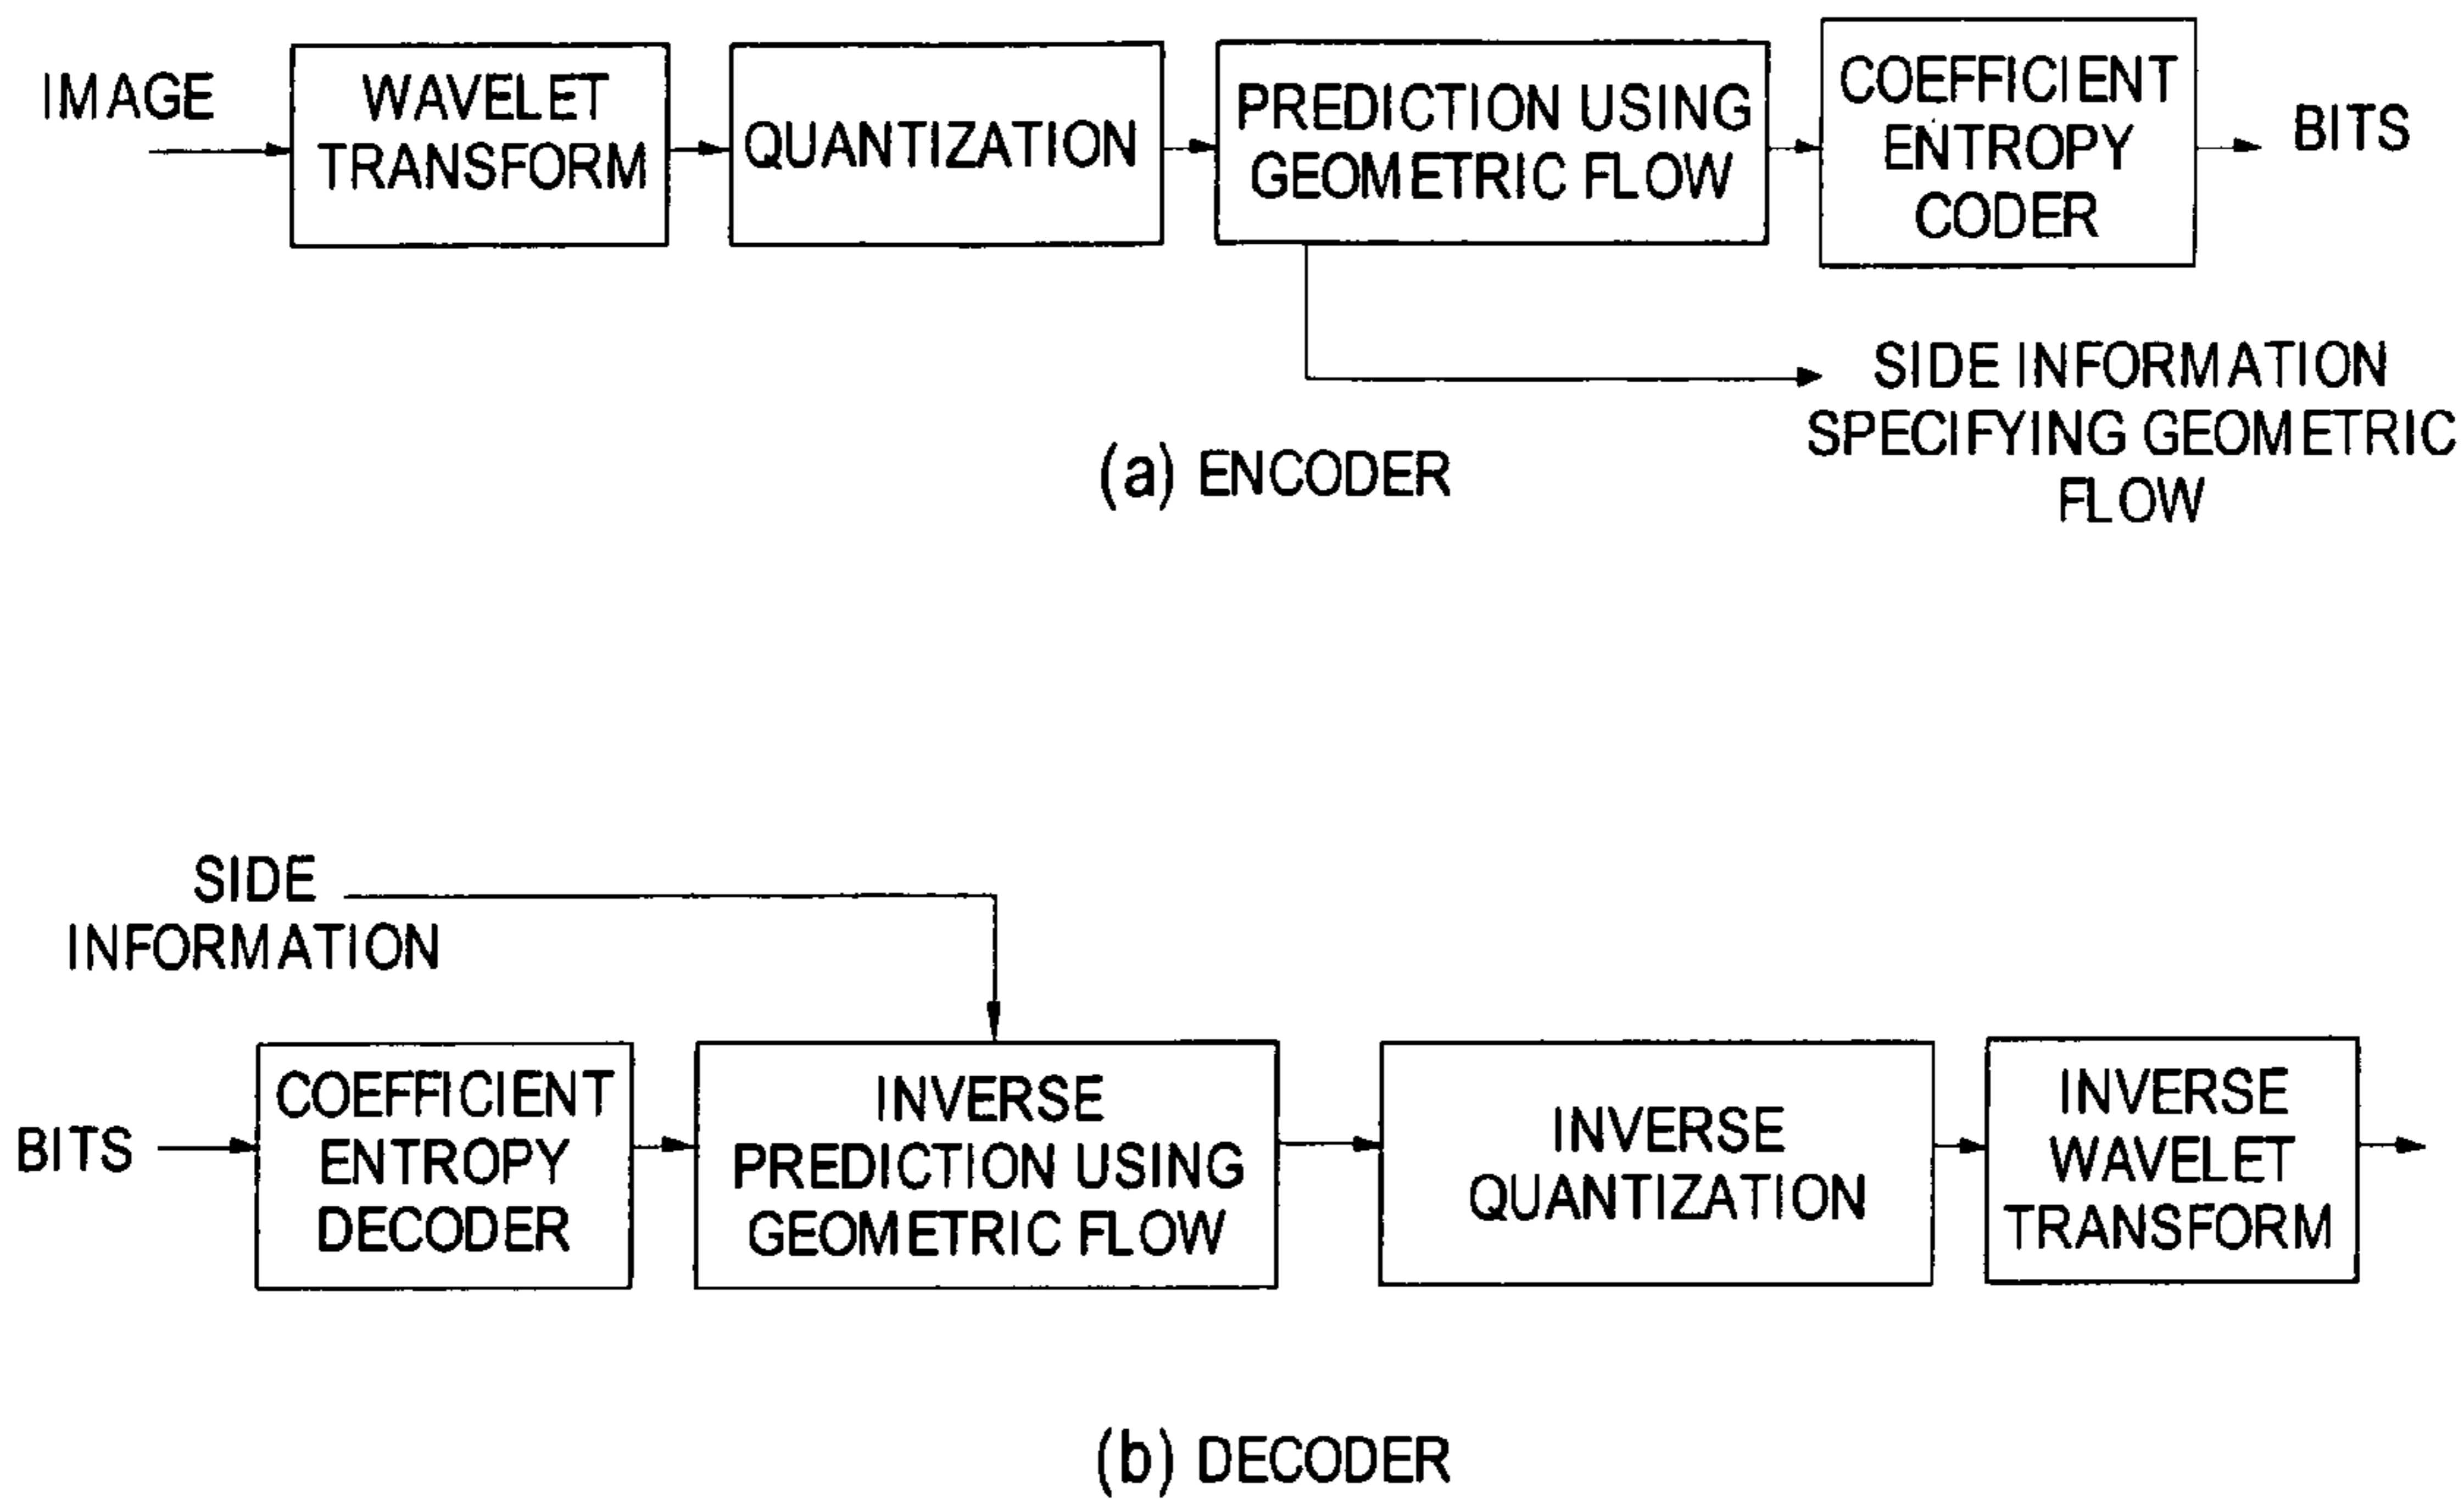 IMAGE
WAVELET
TRANSFORM
QUANTIZATION
PREDICTION USING
GEOMETRIC FLOW
COEFFICIENT
ENTROPY
CODER
BITS
SIDE INFORMATION
SPECIFYING GEOMETRIC
FLOW
(a) ENCODER
SIDE
INFORMATION
BITS
COEFFICIENT
ENTROPY
DECODER
INVERSE
PREDICTION USING
GEOMETRIC FLOW
INVERSE
QUANTIZATION
INVERSE
WAVELET
TRANSFORM
(b) DECODER